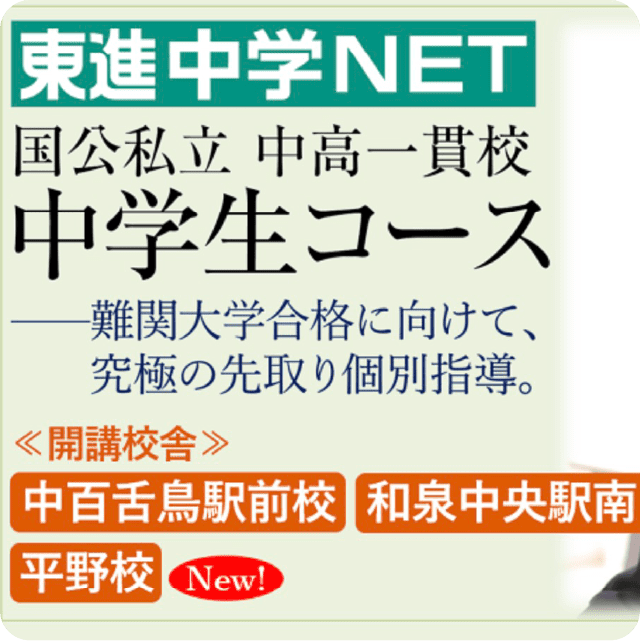 東進中学NET
国公私立 中高一貫校
中学生コース
――難関大学合格に向けて、
究極の先取り個別指導。
≪開講校舎≫
中百舌鳥駅前校 和泉中央駅南
平野校 New!